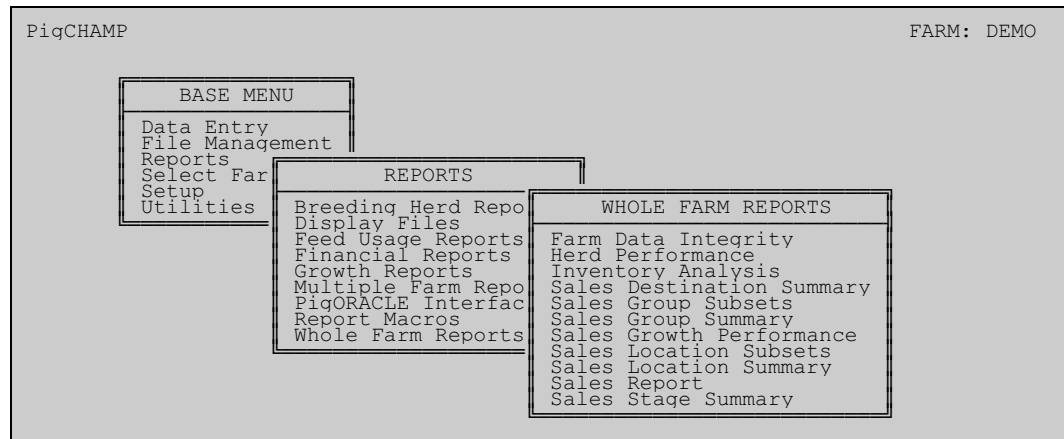 PigCHAMP FARM: DEMO
BASE MENU
Data Entry
File Management
Reports
Select Far
Setup
Utilities
REPORTS
Breeding Herd Repo
Display Files
Feed Usage Reports
Financial Reports
Growth Reports
Multiple Farm Repo
PigORACLE Interfac
Report Macros
Whole Farm Reports
WHOLE FARM REPORTS
Farm Data Integrity
Herd Performance
Inventory Analysis
Sales Destination Summary
Sales Group Subsets
Sales Group Summary
Sales Growth Performance
Sales Location Subsets
Sales Location Summary
Sales Report
Sales Stage Summary